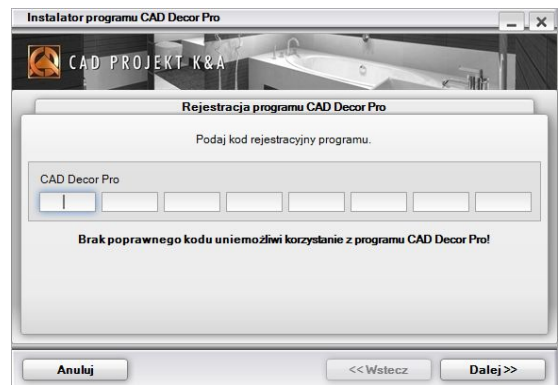 Instalator programu CAD Decor Pro
CAD PROJEKT K&A
Rejestracja programu CAD Decor Pro
Podaj kod rejestracyjny programu.
CAD Decor Pro
Brak poprawnego kodu uniemożliwi korzystanie z programu CAD Decor Pro!
Anuluj
<< Wstecz
Dalej >>